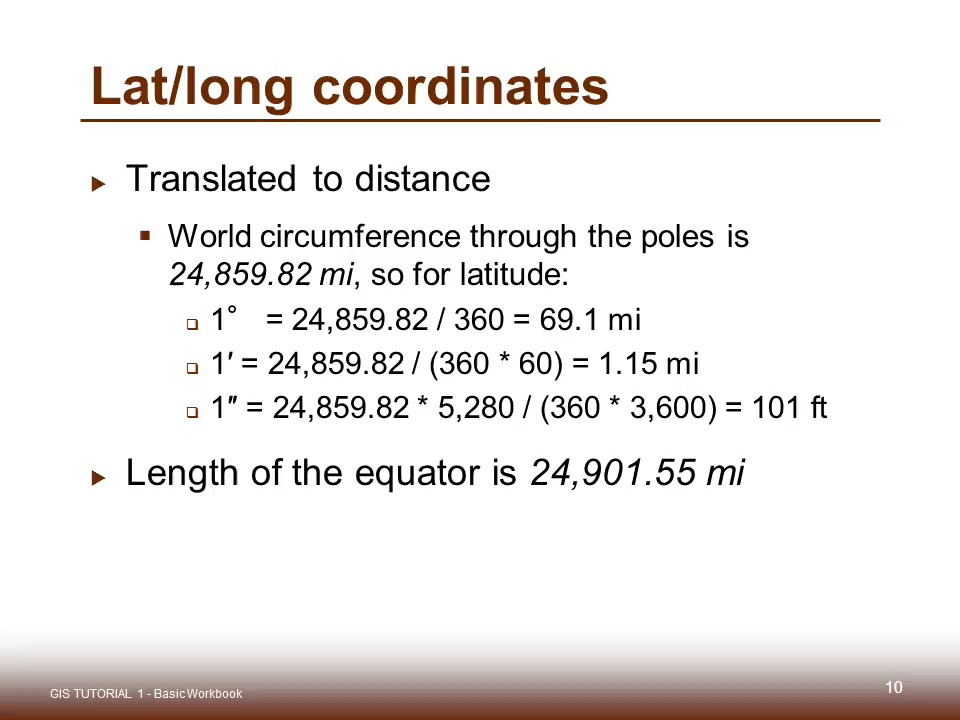 Lat/long coordinates
Translated to distance
World circumference through the poles is
24,859.82 mi, so for latitude:
1° = 24,859.82 / 360 = 69.1 mi
1′ = 24,859.82 / (360 * 60) = 1.15 mi
1″ = 24,859.82 * 5,280 / (360 * 3,600) = 101 ft
Length of the equator is 24,901.55 mi
GIS TUTORIAL 1 - Basic Workbook
10